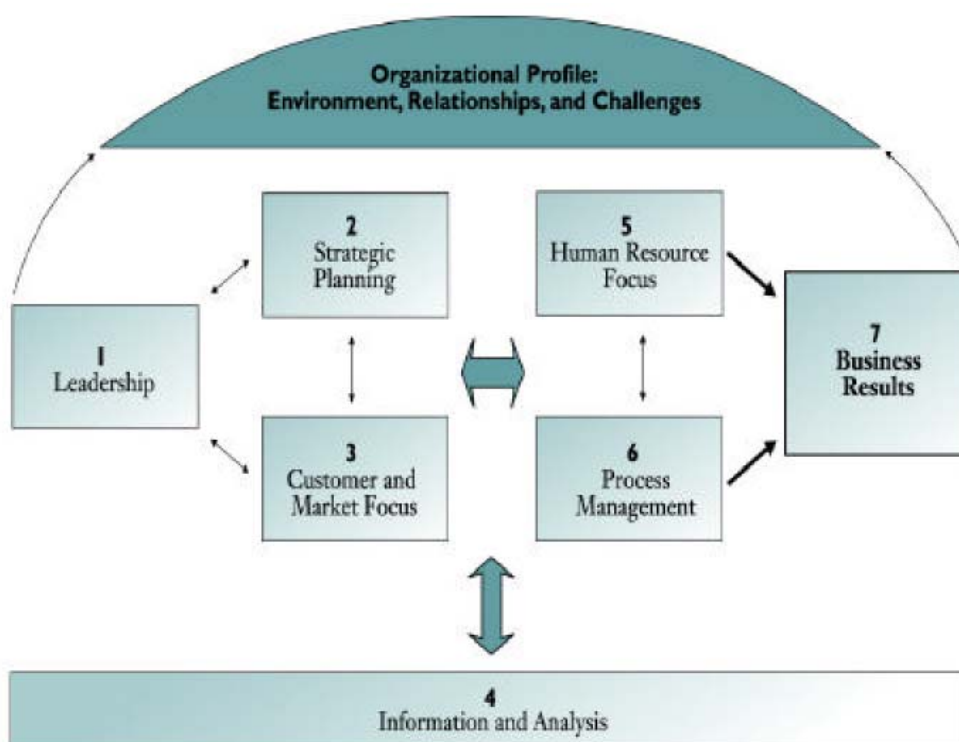 Organizational Profile:
Environment, Relationships, and Challenges
1
Leadership
2
Strategic
Planning
3
Customer and
Market Focus
5
Human Resource
Focus
6
Process
Management
7
Business
Results
4
Information and Analysis